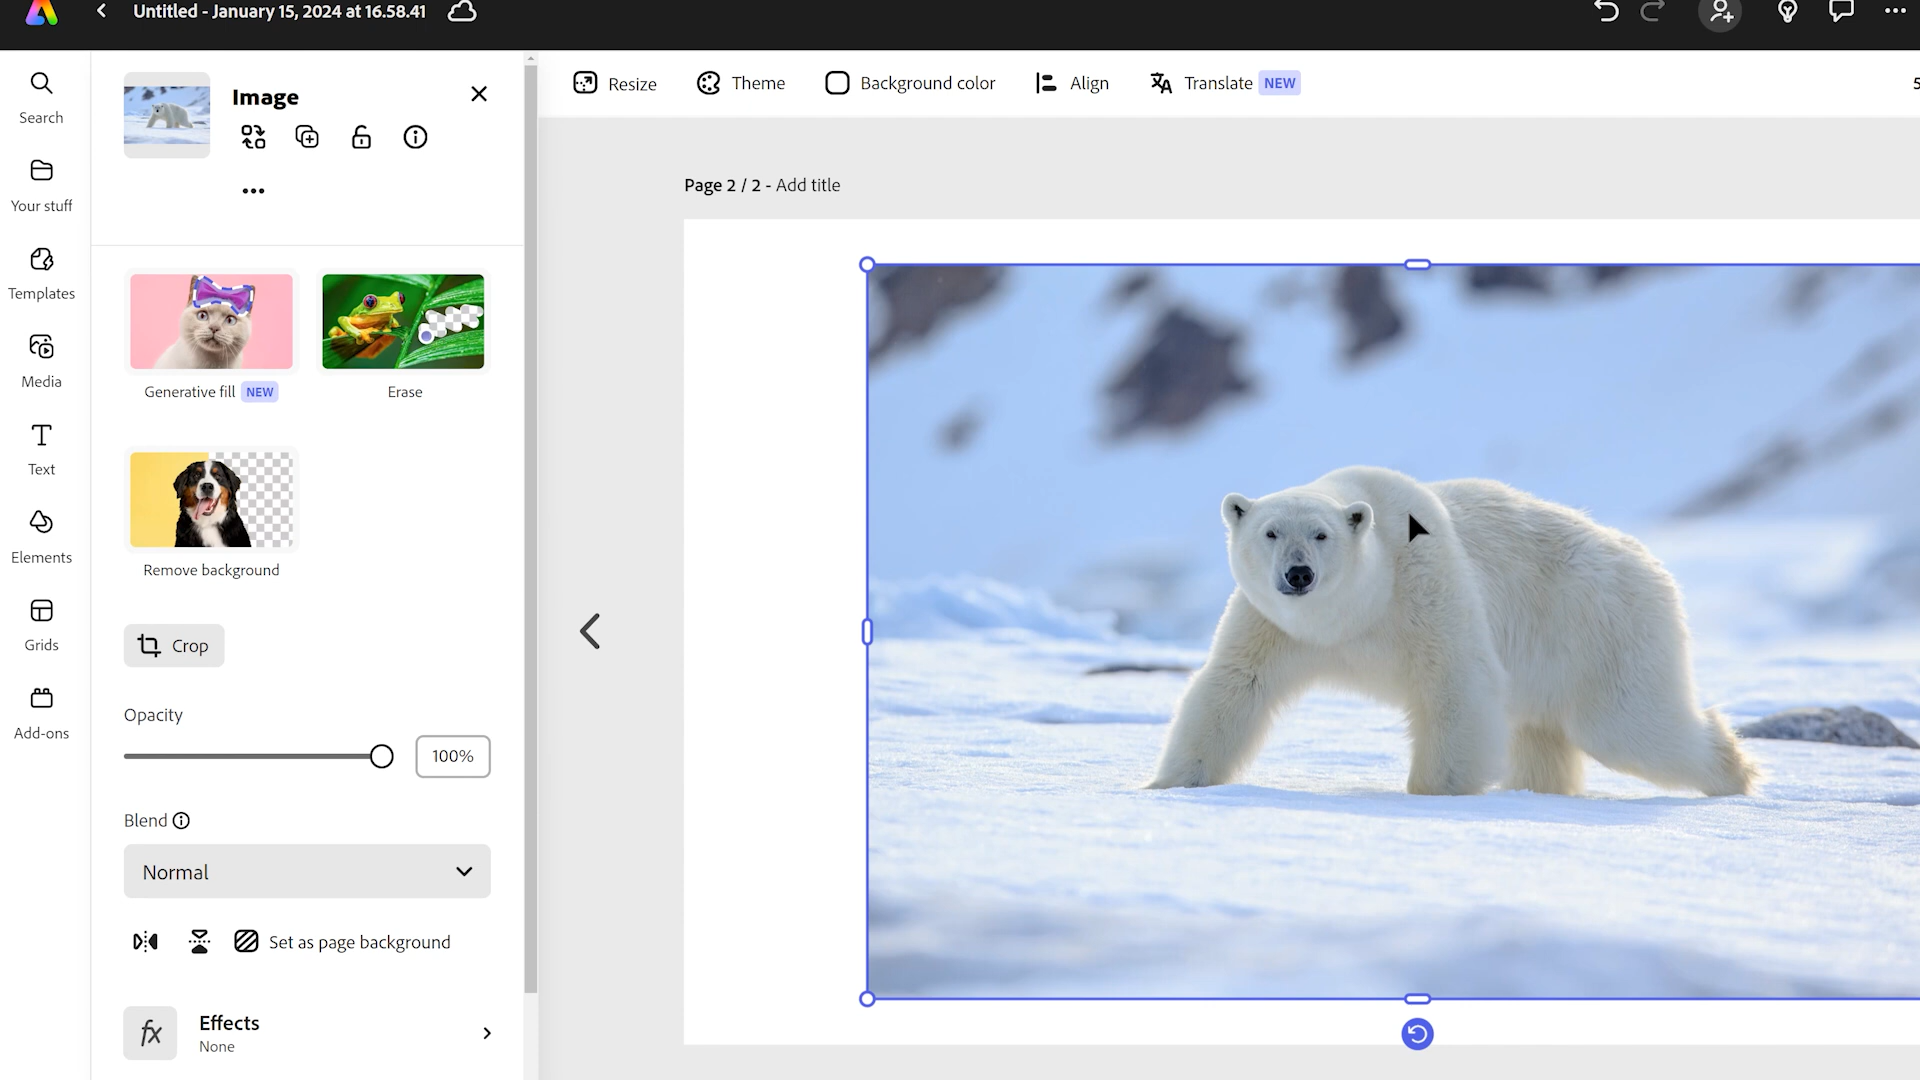 Untitled - January 15, 2024 at 16.58.41
Search
Your stuff
Templates
Media
Text
Elements
Grids
Add-ons
Image
Generative fill NEW
Erase
Remove background
Crop
Opacity
100%
Blend
Normal
Set as page background
fx
Effects
None
Resize
Theme
Background color
Align
Translate NEW
Page 2 / 2 - Add title